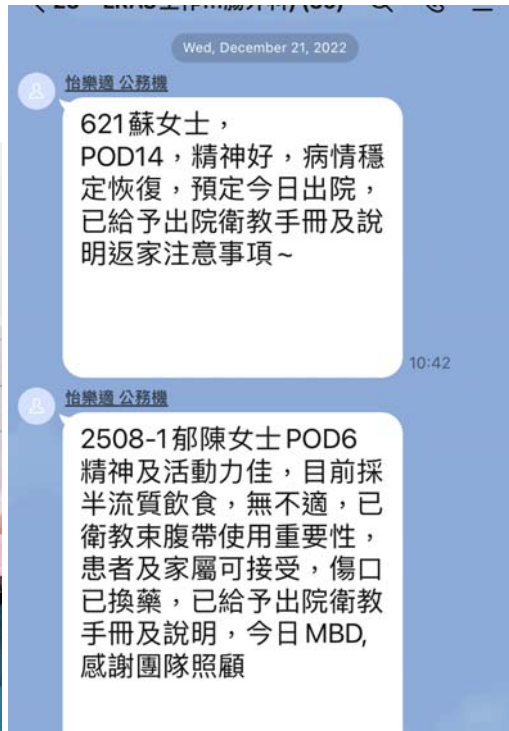 Wed, December 21, 2022
怡樂適 公務機
621蘇女士，
POD14，精神好，病情穩
定恢復，預定今日出院，
已給予出院衛教手冊及說
明返家注意事項~
10:42
怡樂適 公務機
2508-1郁陳女士POD6
精神及活動力佳，目前採
半流質飲食，無不適，已
衛教束腹帶使用重要性，
患者及家屬可接受，傷口
已換藥，已給予出院衛教
手冊及說明，今日MBD,
感謝團隊照顧